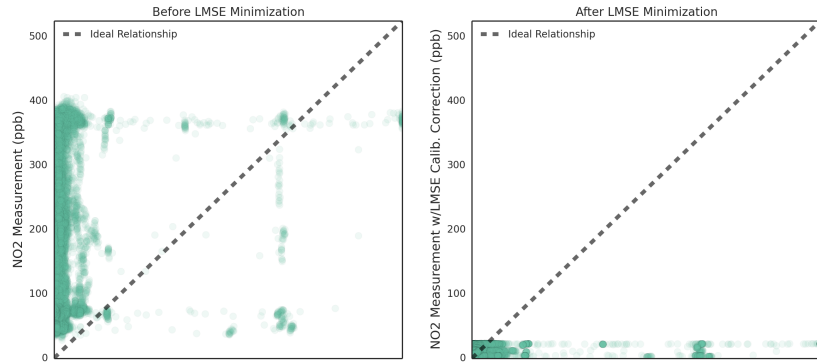 Before LMSE Minimization
Ideal Relationship
NO2 Measurement (ppb)
500
400
300
200
100
0
After LMSE Minimization
Ideal Relationship
NO2 Measurement w/LMSE Calib. Correction (ppb)
500
400
300
200
100
0